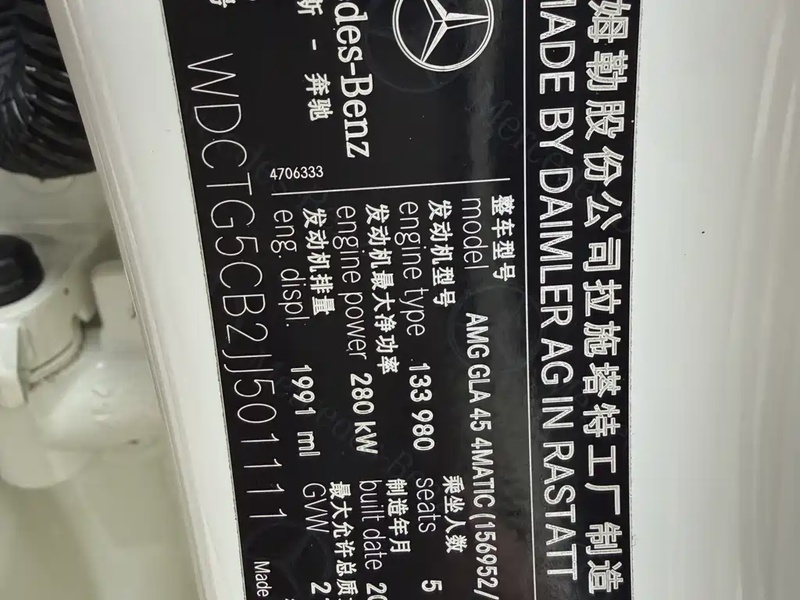 姆勒股份公司拉施塔特工厂制造
MADE BY DAIMLER AG IN RASTATT
des-Benz
斯 - 奔驰
4706333
整车型号
model AMG GLA 45 4MATIC (156952/
发动机型号 乘坐人数
engine type 133 980 seats 5
发动机最大净功率 制造年月
engine power 280 kW built date 20
发动机排量 最大允许总质
eng. displ. 1991 ml GVW 2
号 WDCTG5CB2JJ501111
Made